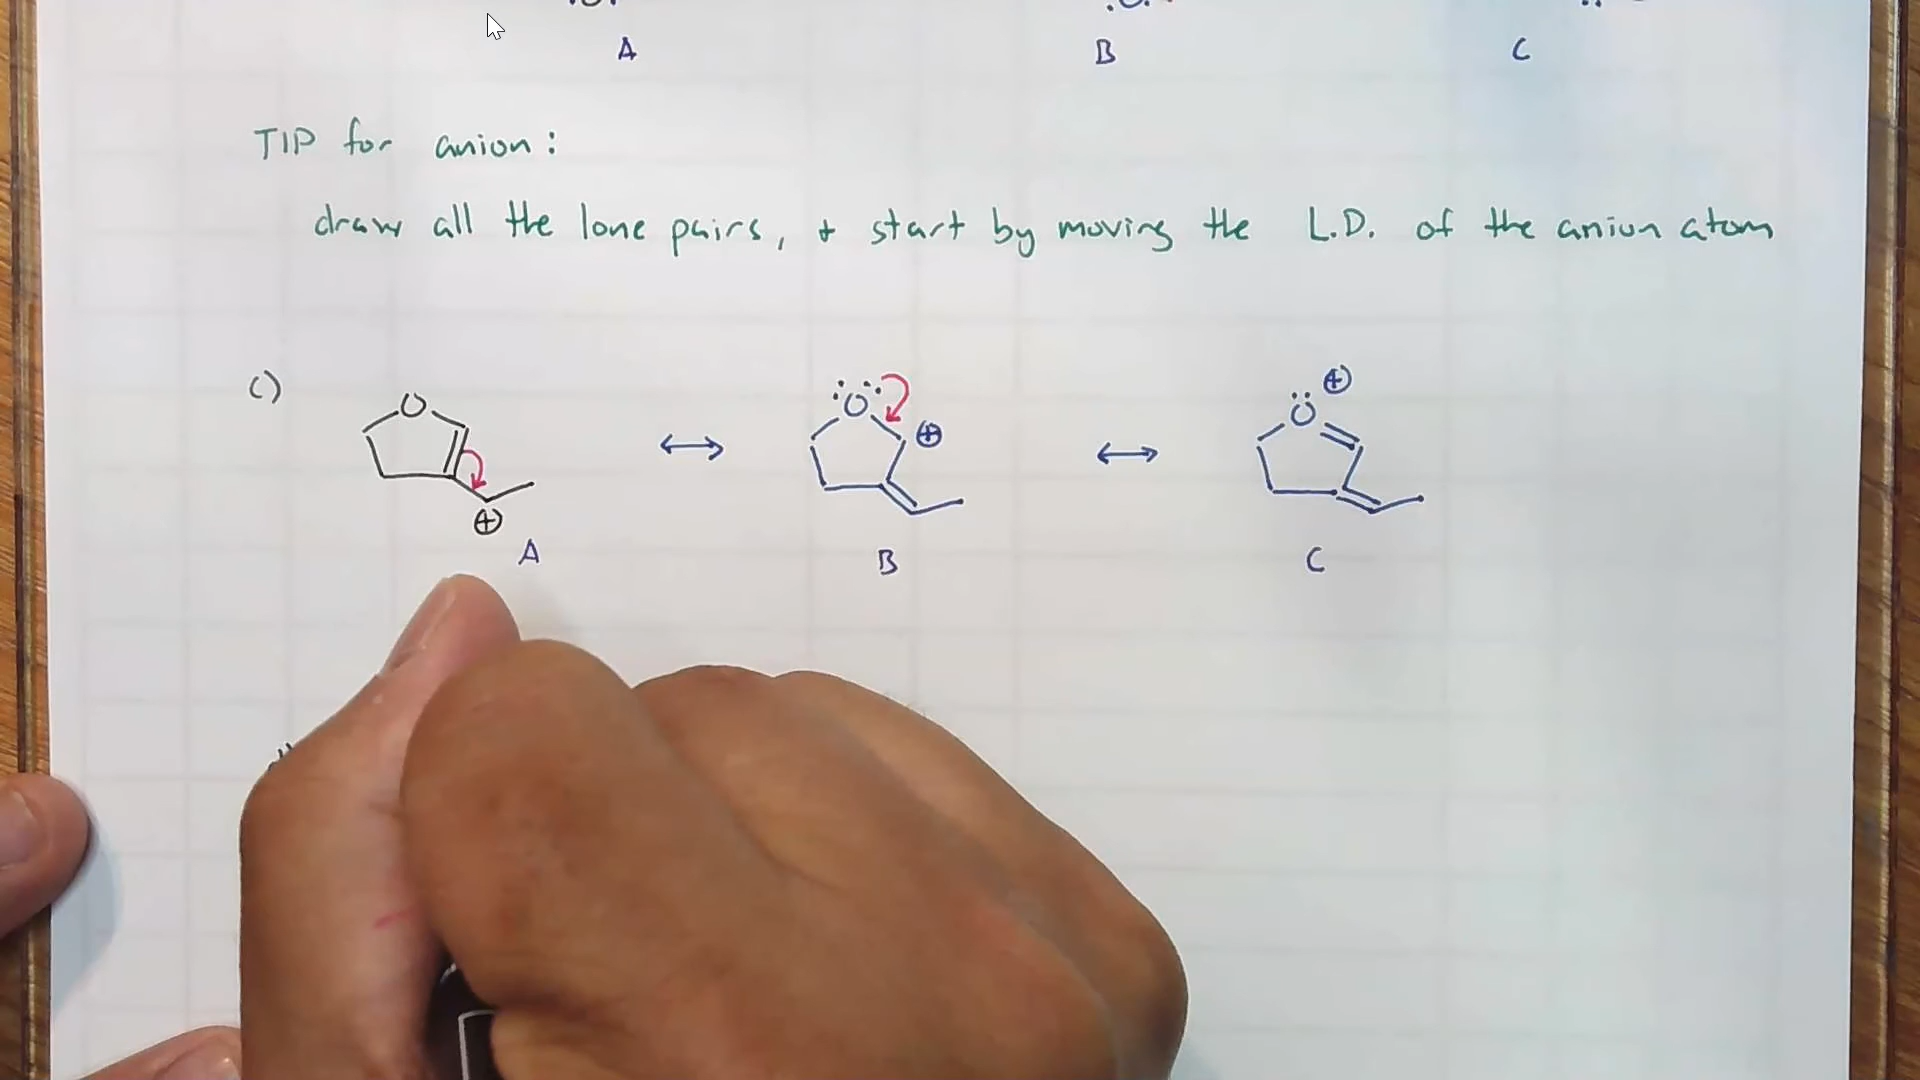 A B C
TIP for anion:
draw all the lone pairs, + start by moving the L.D. of the anion atom
c) O ⊕ ↔ :O: ⊕ ↔ Ö ⊕
A B C